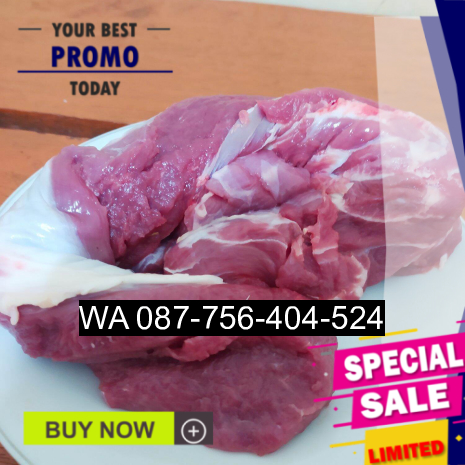 YOUR BEST
PROMO
TODAY
WA 087-756-404-524
SPECIAL
SALE
LIMITED
BUY NOW